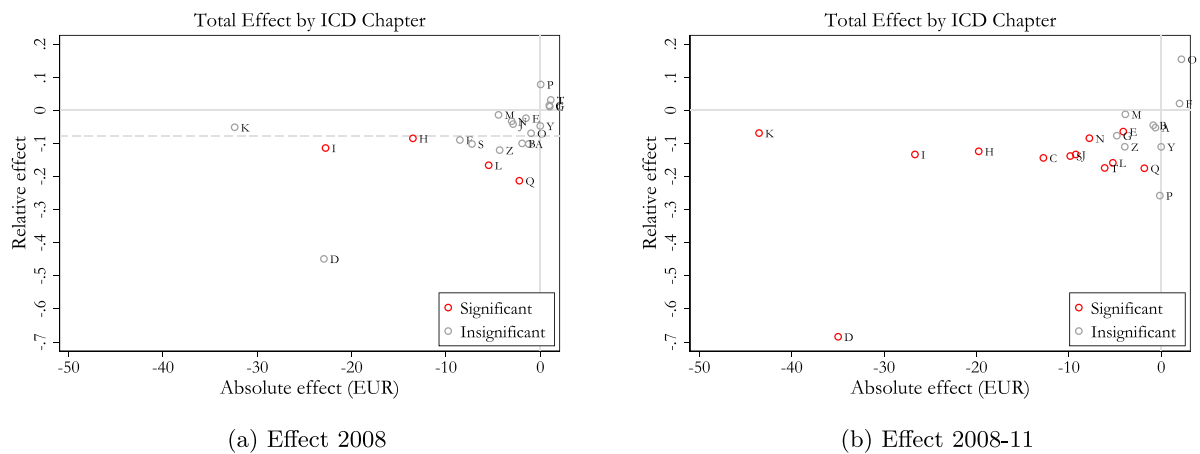 Total Effect by ICD Chapter
.2
.1
0
-.1
-.2
-.3
-.4
-.5
-.6
-.7
Relative effect
P
T
G
M
E
N
J
Y
K
O
H
F
S
B
A
I
Z
L
Q
D
Significant
Insignificant
-50
-30
-20
-10
0
Absolute effect (EUR)
(a) Effect 2008
Total Effect by ICD Chapter
.2
.1
0
-.1
-.2
-.3
-.4
-.5
-.6
-.7
Relative effect
O
F
M
B
A
K
E
G
N
Z
Y
I
H
C
S
J
L
T
Q
P
D
Significant
Insignificant
-50
-40
-30
-20
-10
0
Absolute effect (EUR)
(b) Effect 2008-11